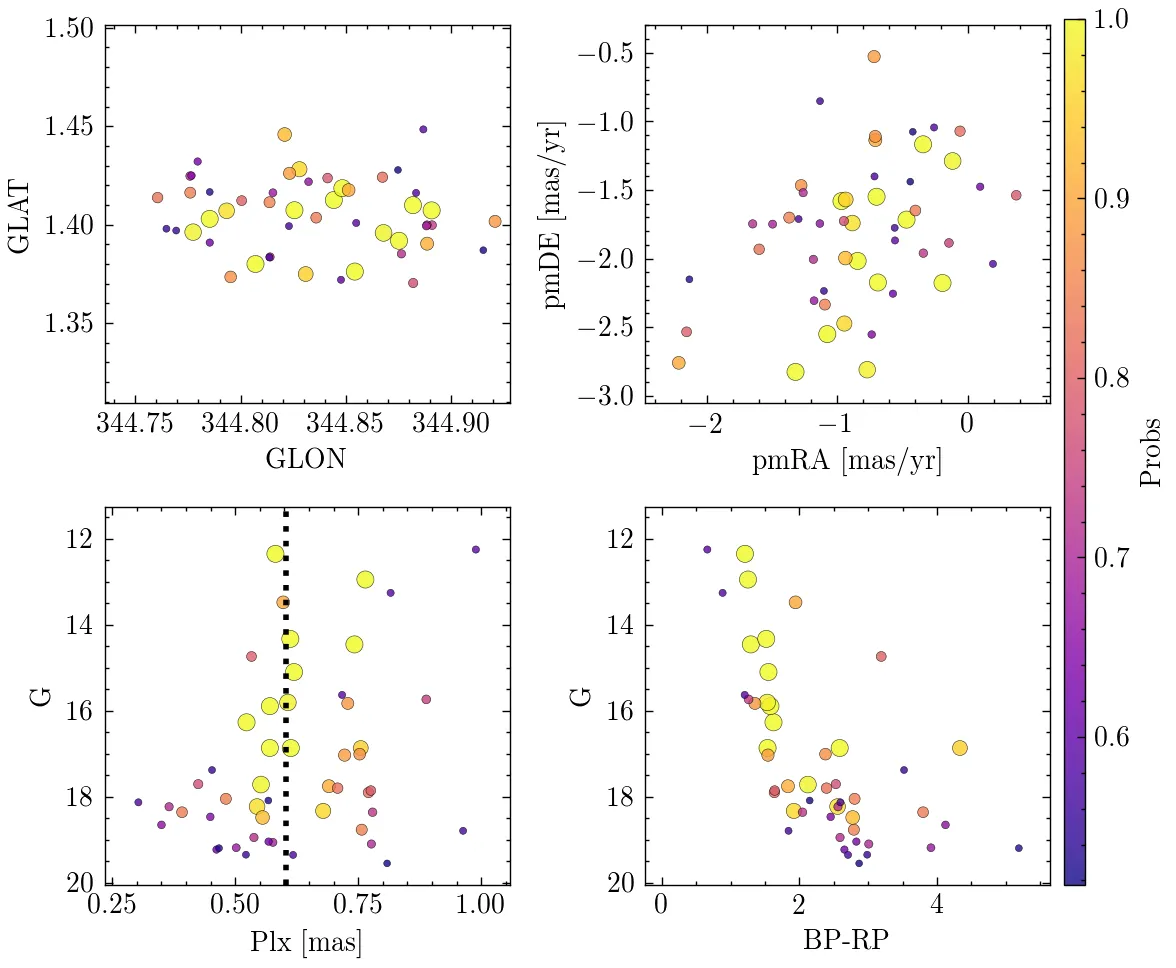 1.50
1.45
1.40
1.35
344.75 344.80 344.85 344.90
GLON
GLAT
−0.5
−1.0
−1.5
−2.0
−2.5
−3.0
−2 −1 0
pmRA [mas/yr]
pmDE [mas/yr]
12
14
16
18
20
0.25 0.50 0.75 1.00
Plx [mas]
G
12
14
16
18
20
0 2 4
BP-RP
G
1.0
0.9
0.8
0.7
0.6
Probs